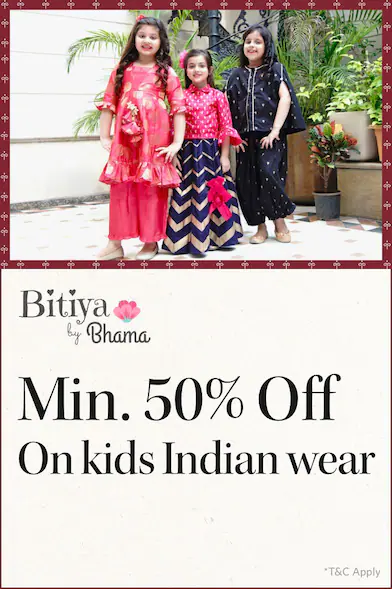 Bitiya
by Bhama
Min. 50% Off
On kids Indian wear
*T&C Apply